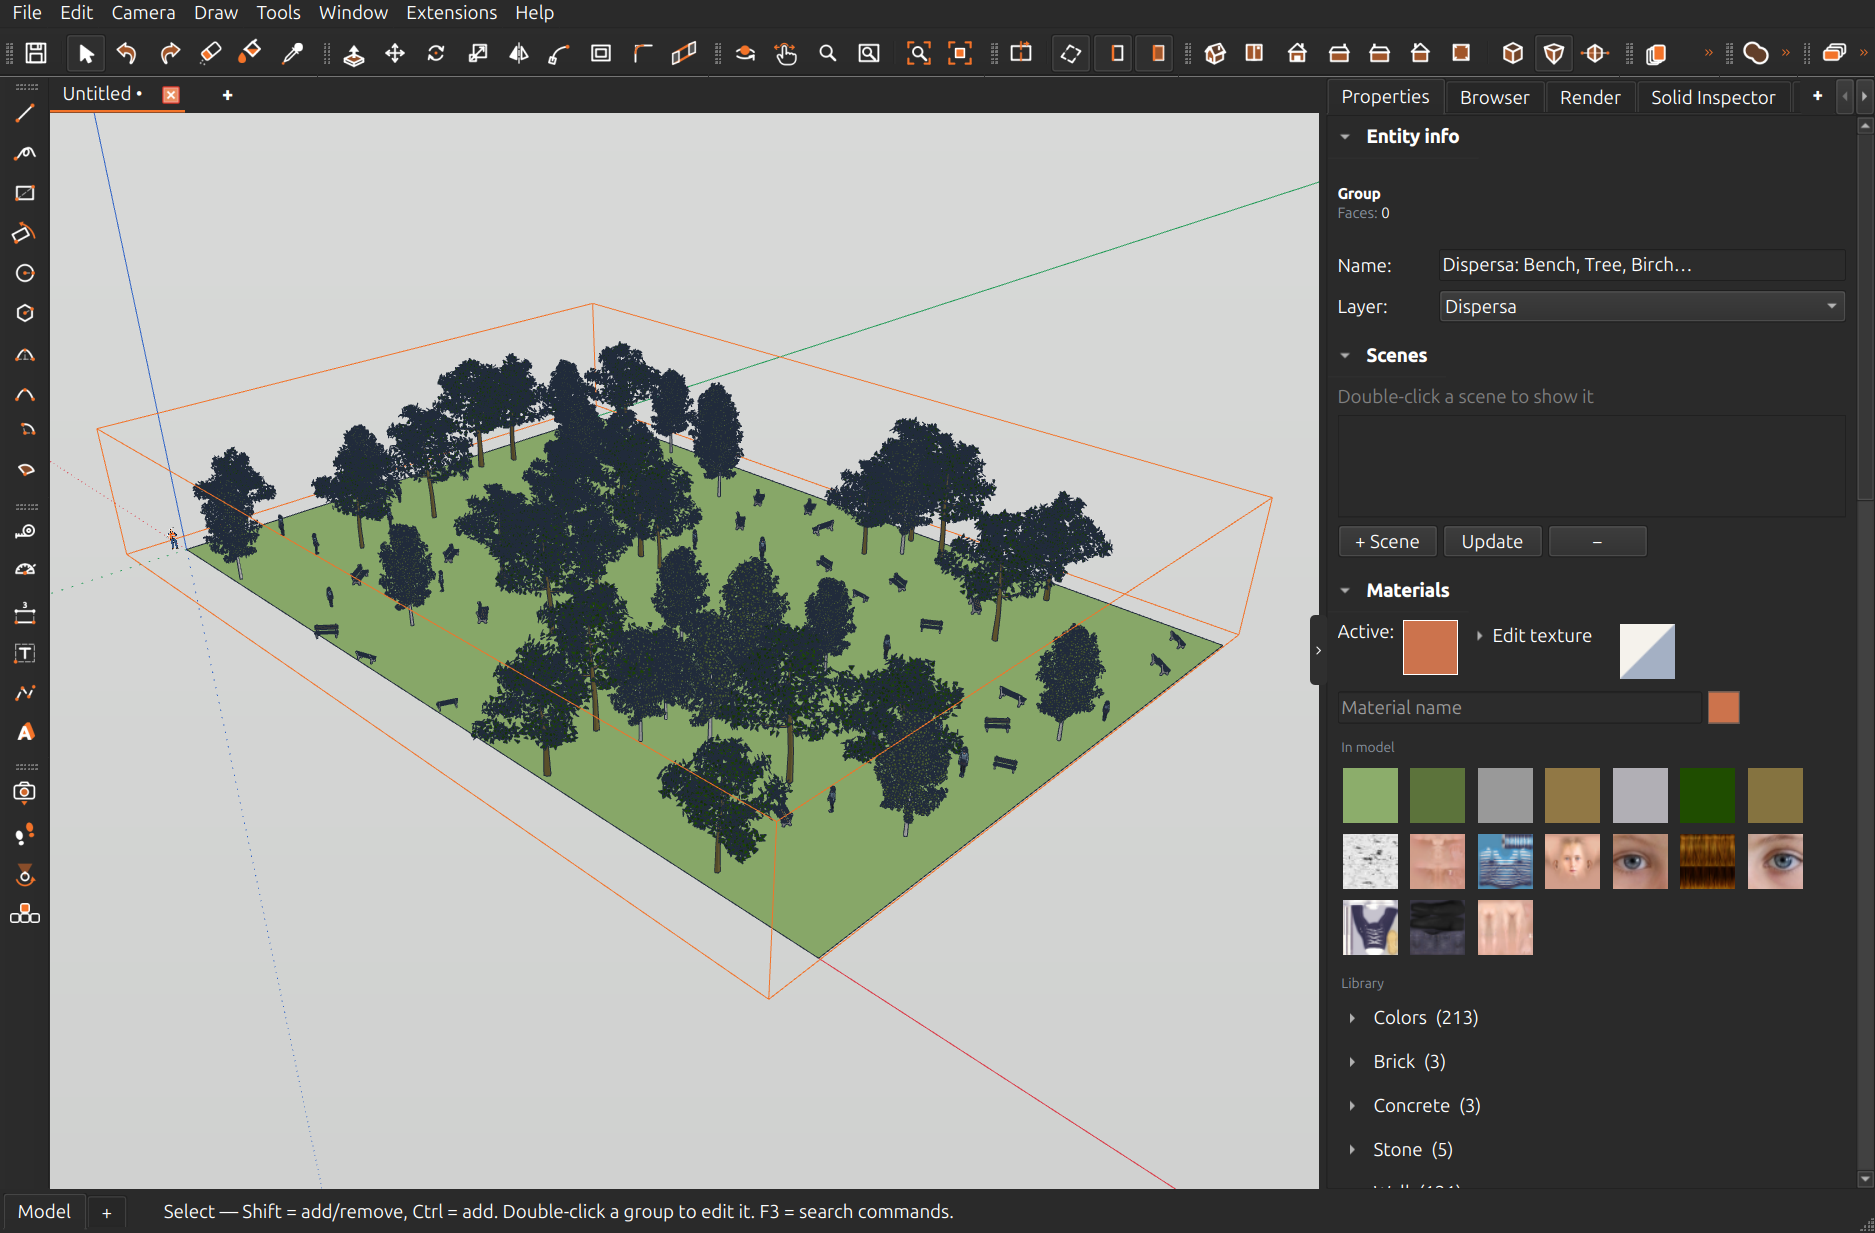 File Edit Camera Draw Tools Window Extensions Help
Untitled •
+
Properties Browser Render Solid Inspector +
Entity info
Group
Faces: 0
Name: Dispersa: Bench, Tree, Birch...
Layer: Dispersa
Scenes
Double-click a scene to show it
+ Scene Update –
Materials
Active: Edit texture
Material name
In model
Library
Colors (213)
Brick (3)
Concrete (3)
Stone (5)
Model + Select — Shift = add/remove, Ctrl = add. Double-click a group to edit it. F3 = search commands.